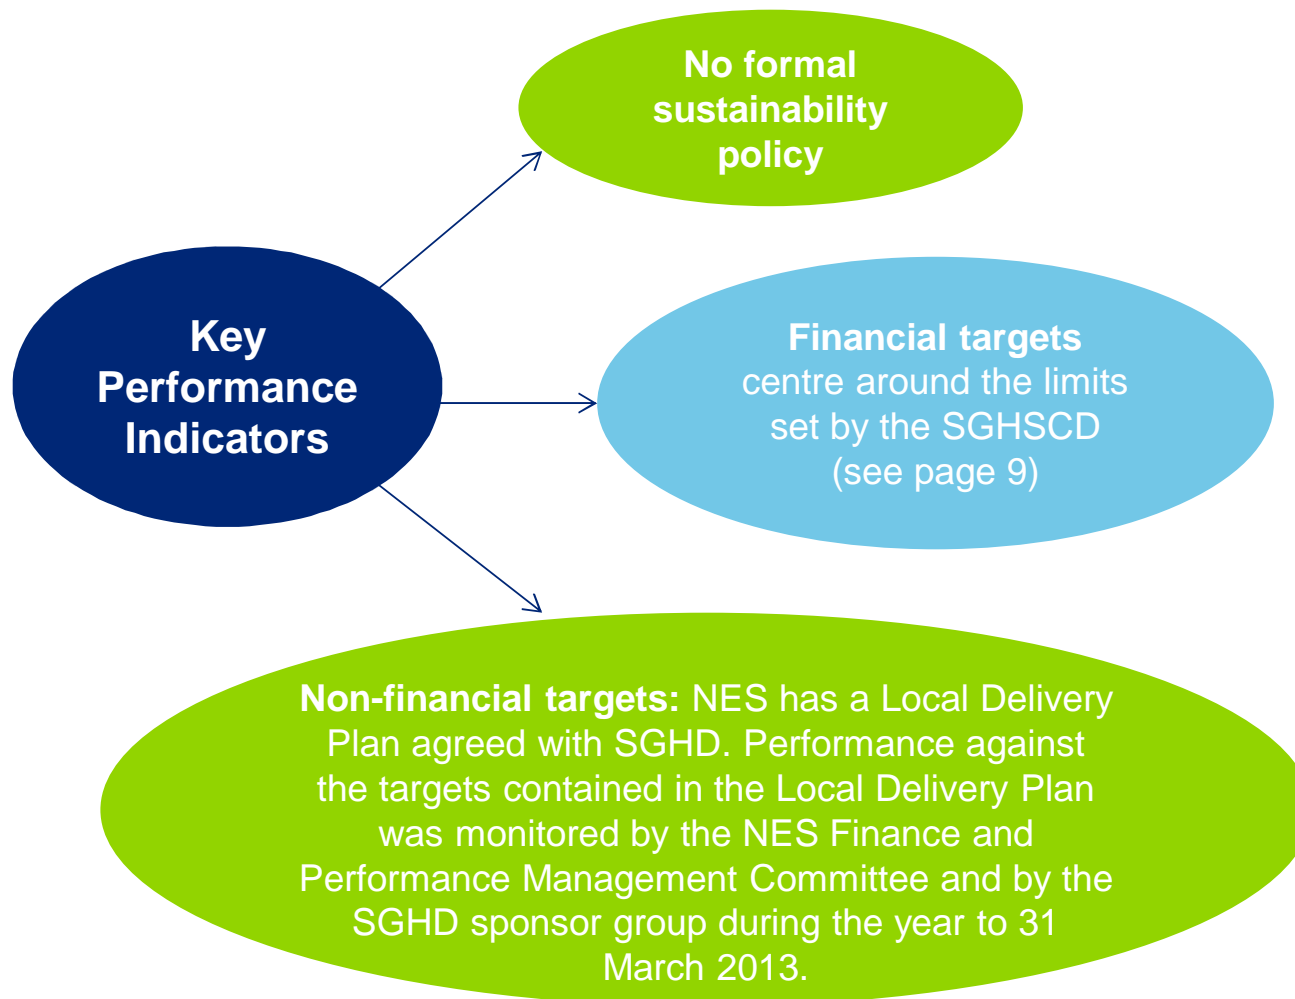 No formal
sustainability
policy
Key
Performance
Indicators
Financial targets
centre around the limits
set by the SGHSCD
(see page 9)
Non-financial targets: NES has a Local Delivery
Plan agreed with SGHD. Performance against
the targets contained in the Local Delivery Plan
was monitored by the NES Finance and
Performance Management Committee and by the
SGHD sponsor group during the year to 31
March 2013.